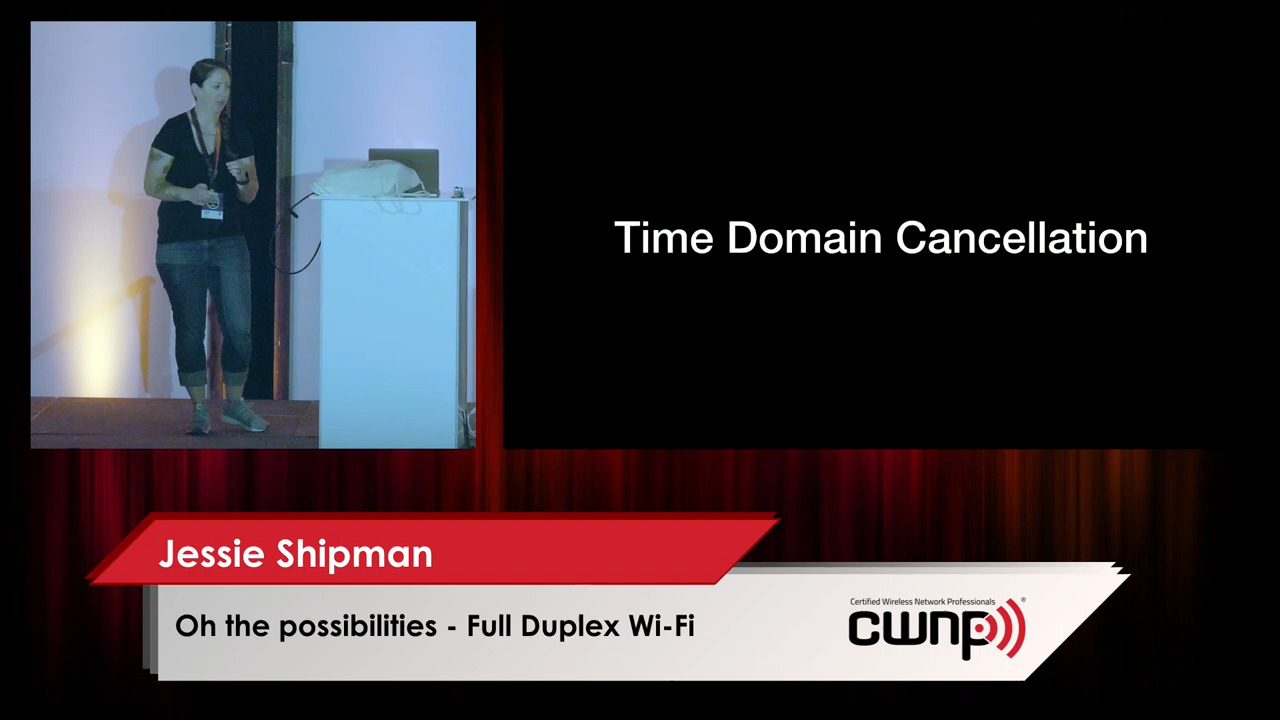 Time Domain Cancellation
Jessie Shipman
Oh the possibilities - Full Duplex Wi-Fi
Certified Wireless Network Professionals ®
cwnp